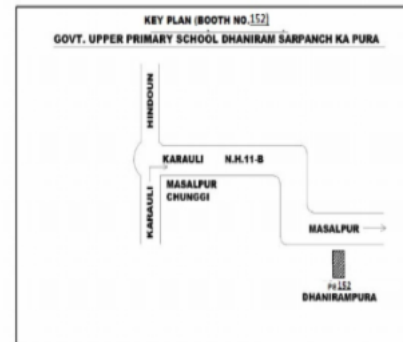 KEY PLAN (BOOTH NO.152)
GOVT. UPPER PRIMARY SCHOOL DHANIRAM SARPANCH KA PURA
HINDOUN
KARAULI N.H.11-B
MASALPUR
CHUNGGI
KARAULI
MASALPUR
PB 152
DHANIRAMPURA